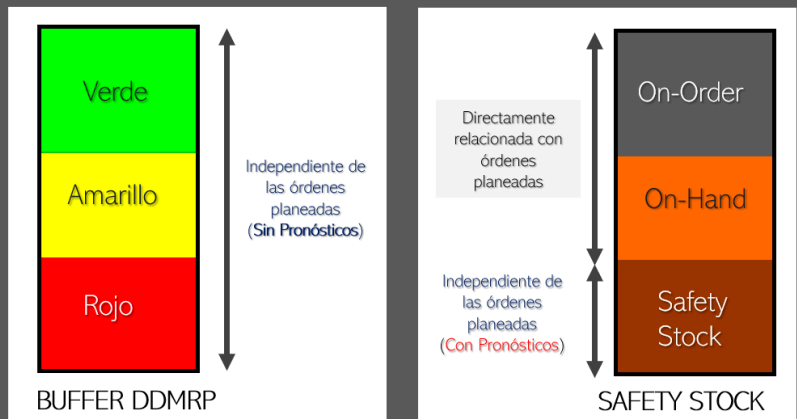 Verde
Amarillo
Rojo
Independiente de
las órdenes
planeadas
(Sin Pronósticos)
BUFFER DDMRP
Directamente
relacionada con
órdenes
planeadas
Independiente de
las órdenes
planeadas
(Con Pronósticos)
On-Order
On-Hand
Safety
Stock
SAFETY STOCK